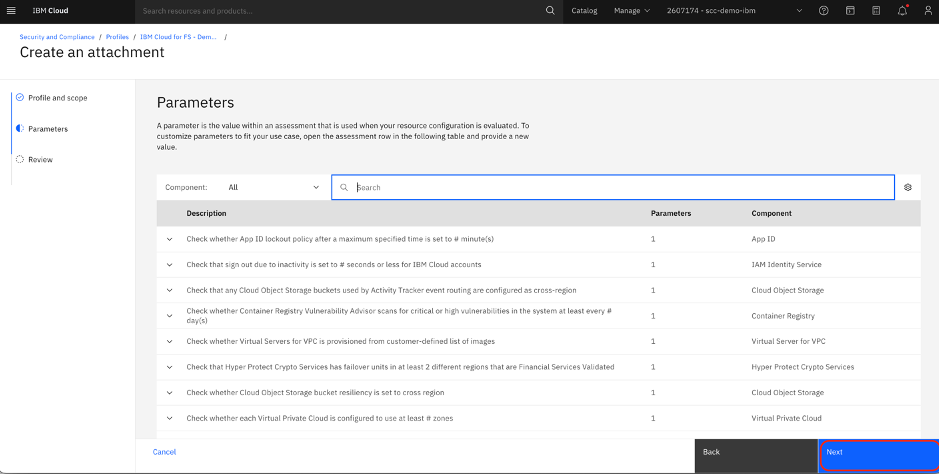 IBM Cloud
Search resources and products...
Catalog
Manage
2607174 - scc-demo-ibm
Security and Compliance / Profiles / IBM Cloud for FS - Dem... /
Create an attachment
Profile and scope
Parameters
Review
Parameters
A parameter is the value within an assessment that is used when your resource configuration is evaluated. To
customize parameters to fit your use case, open the assessment row in the following table and provide a new
value.
Component: All
Search
Description Parameters Component
Check whether App ID lockout policy after a maximum specified time is set to # minute(s) 1 App ID
Check that sign out due to inactivity is set to # seconds or less for IBM Cloud accounts 1 IAM Identity Service
Check that any Cloud Object Storage buckets used by Activity Tracker event routing are configured as cross-region 1 Cloud Object Storage
Check whether Container Registry Vulnerability Advisor scans for critical or high vulnerabilities in the system at least every #
day(s) 1 Container Registry
Check whether Virtual Servers for VPC is provisioned from customer-defined list of images 1 Virtual Server for VPC
Check that Hyper Protect Crypto Services has failover units in at least 2 different regions that are Financial Services Validated 1 Hyper Protect Crypto Services
Check whether Cloud Object Storage bucket resiliency is set to cross region 1 Cloud Object Storage
Check whether each Virtual Private Cloud is configured to use at least # zones 1 Virtual Private Cloud
Cancel
Back
Next